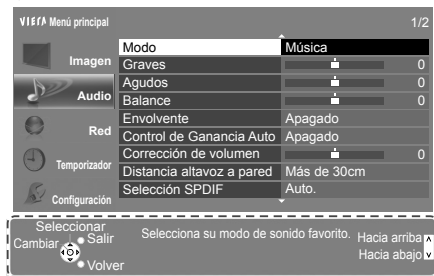 VIErA Menú principal 1/2
Imagen
Audio
Red
Temporizador
Configuración
Modo Música
Graves 0
Agudos 0
Balance 0
Envolvente Apagado
Control de Ganancia Auto Apagado
Corrección de volumen 0
Distancia altavoz a pared Más de 30cm
Selección SPDIF Auto.
Seleccionar
Cambiar Salir
Volver
Selecciona su modo de sonido favorito.
Hacia arriba
Hacia abajo